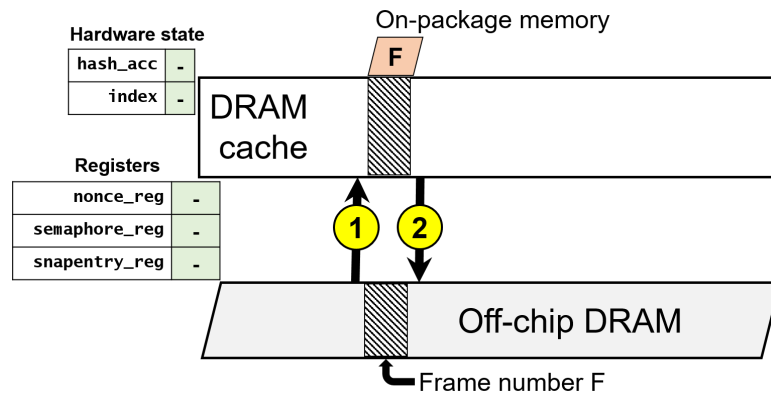 On-package memory
Hardware state
F
hash_acc -
index -
DRAM
cache
Registers
nonce_reg -
semaphore_reg -
snapentry_reg -
1 2
Off-chip DRAM
Frame number F